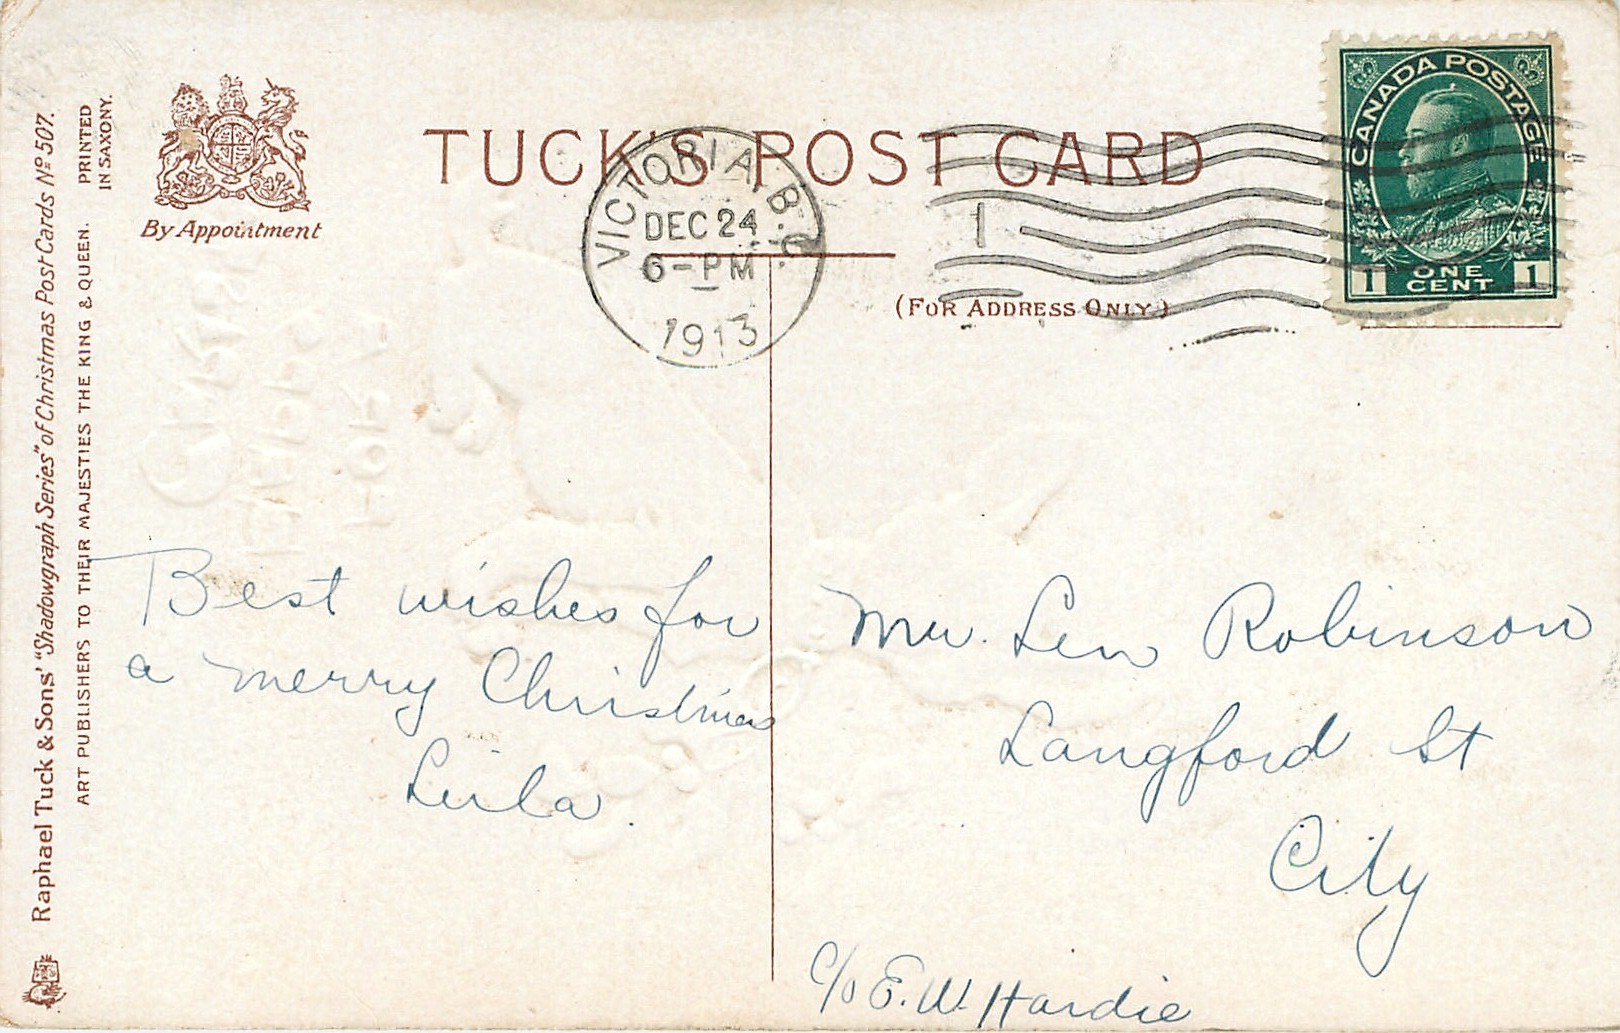 TUCK'S POST CARD
By Appointment
PRINTED
IN SAXONY.
Raphael Tuck & Sons' "Shadowgraph Series" of Christmas Post Cards Nº 507.
ART PUBLISHERS TO THEIR MAJESTIES THE KING & QUEEN.
VICTORIA, B.C.
DEC 24
6-PM
1913
1
(FOR ADDRESS ONLY)
CANADA POSTAGE
1 ONE CENT 1
Best wishes for
a merry Christmas
Mr. Len Robinson
Langford St
City
c/o E. W. Hardie